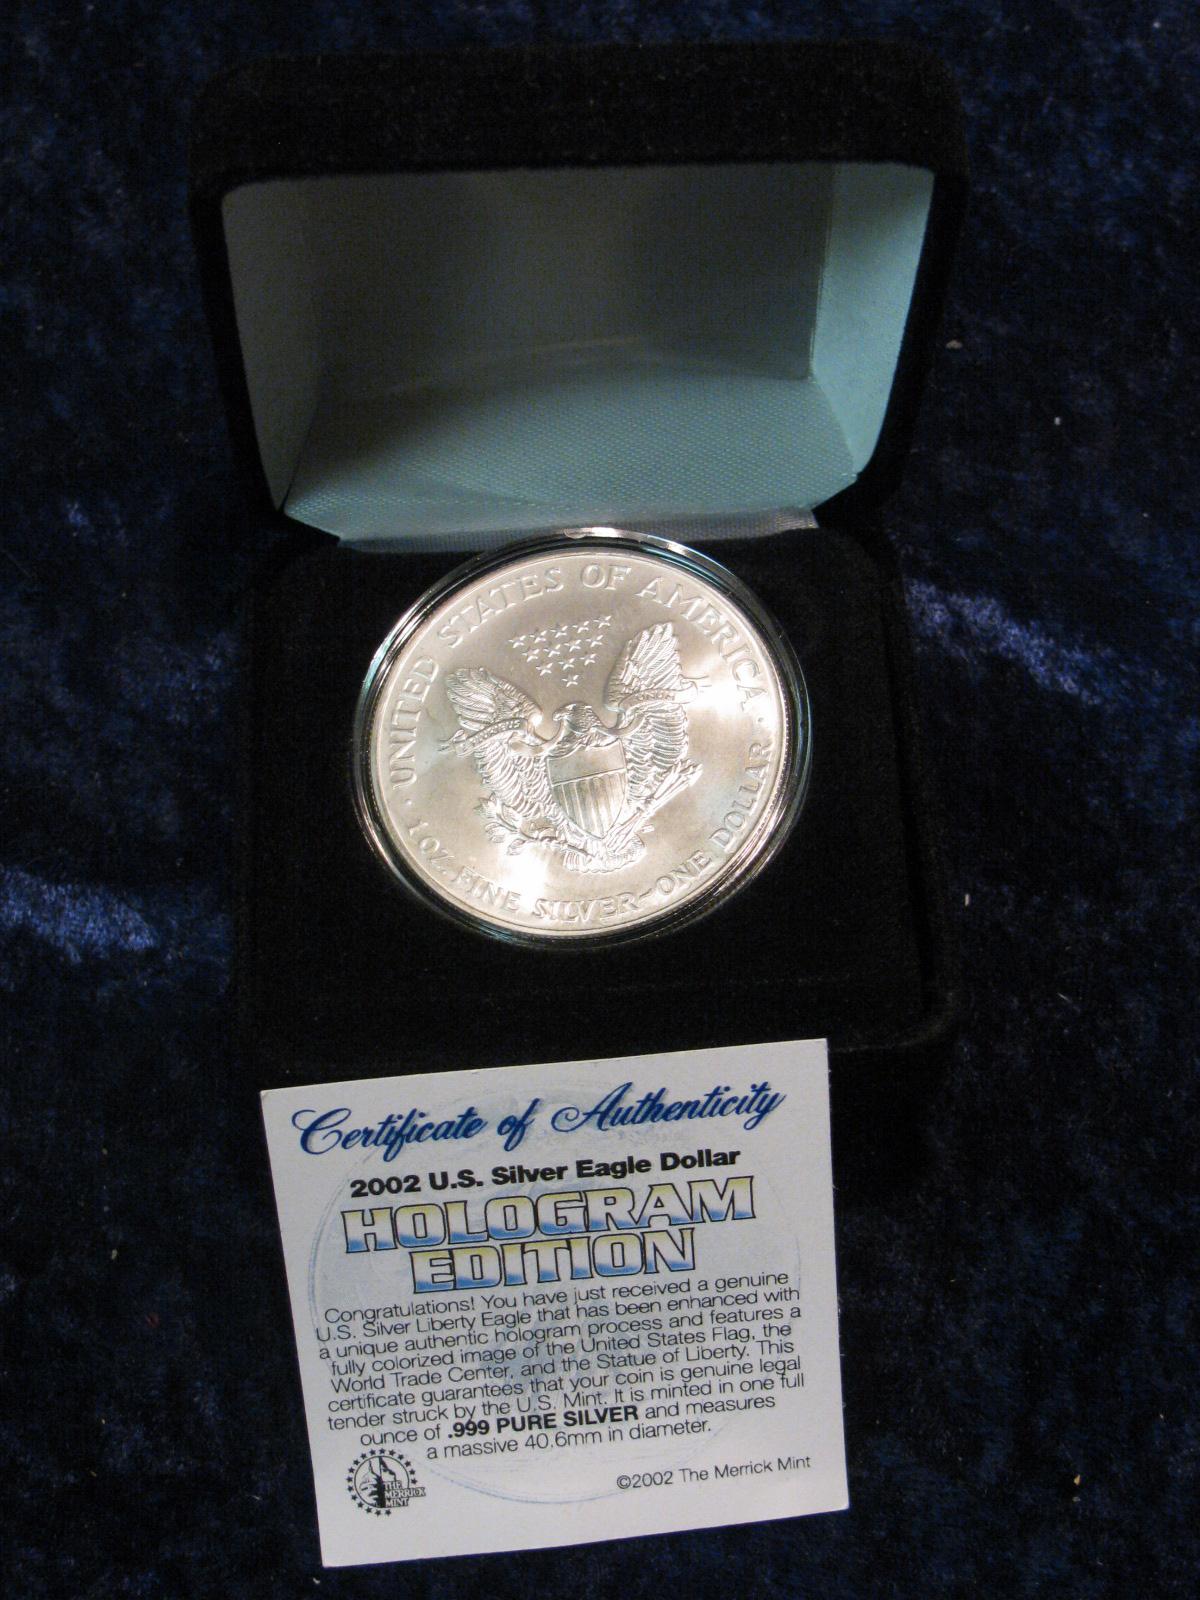 UNITED STATES OF AMERICA
1 OZ. FINE SILVER–ONE DOLLAR
Certificate of Authenticity
2002 U.S. Silver Eagle Dollar
HOLOGRAM
EDITION
Congratulations! You have just received a genuine
U.S. Silver Liberty Eagle that has been enhanced with
a unique authentic hologram process and features a
fully colorized image of the United States Flag, the
World Trade Center, and the Statue of Liberty. This
certificate guarantees that your coin is genuine legal
tender struck by the U.S. Mint. It is minted in one full
ounce of .999 PURE SILVER and measures
a massive 40.6mm in diameter.
THE
MERRICK
MINT
©2002 The Merrick Mint